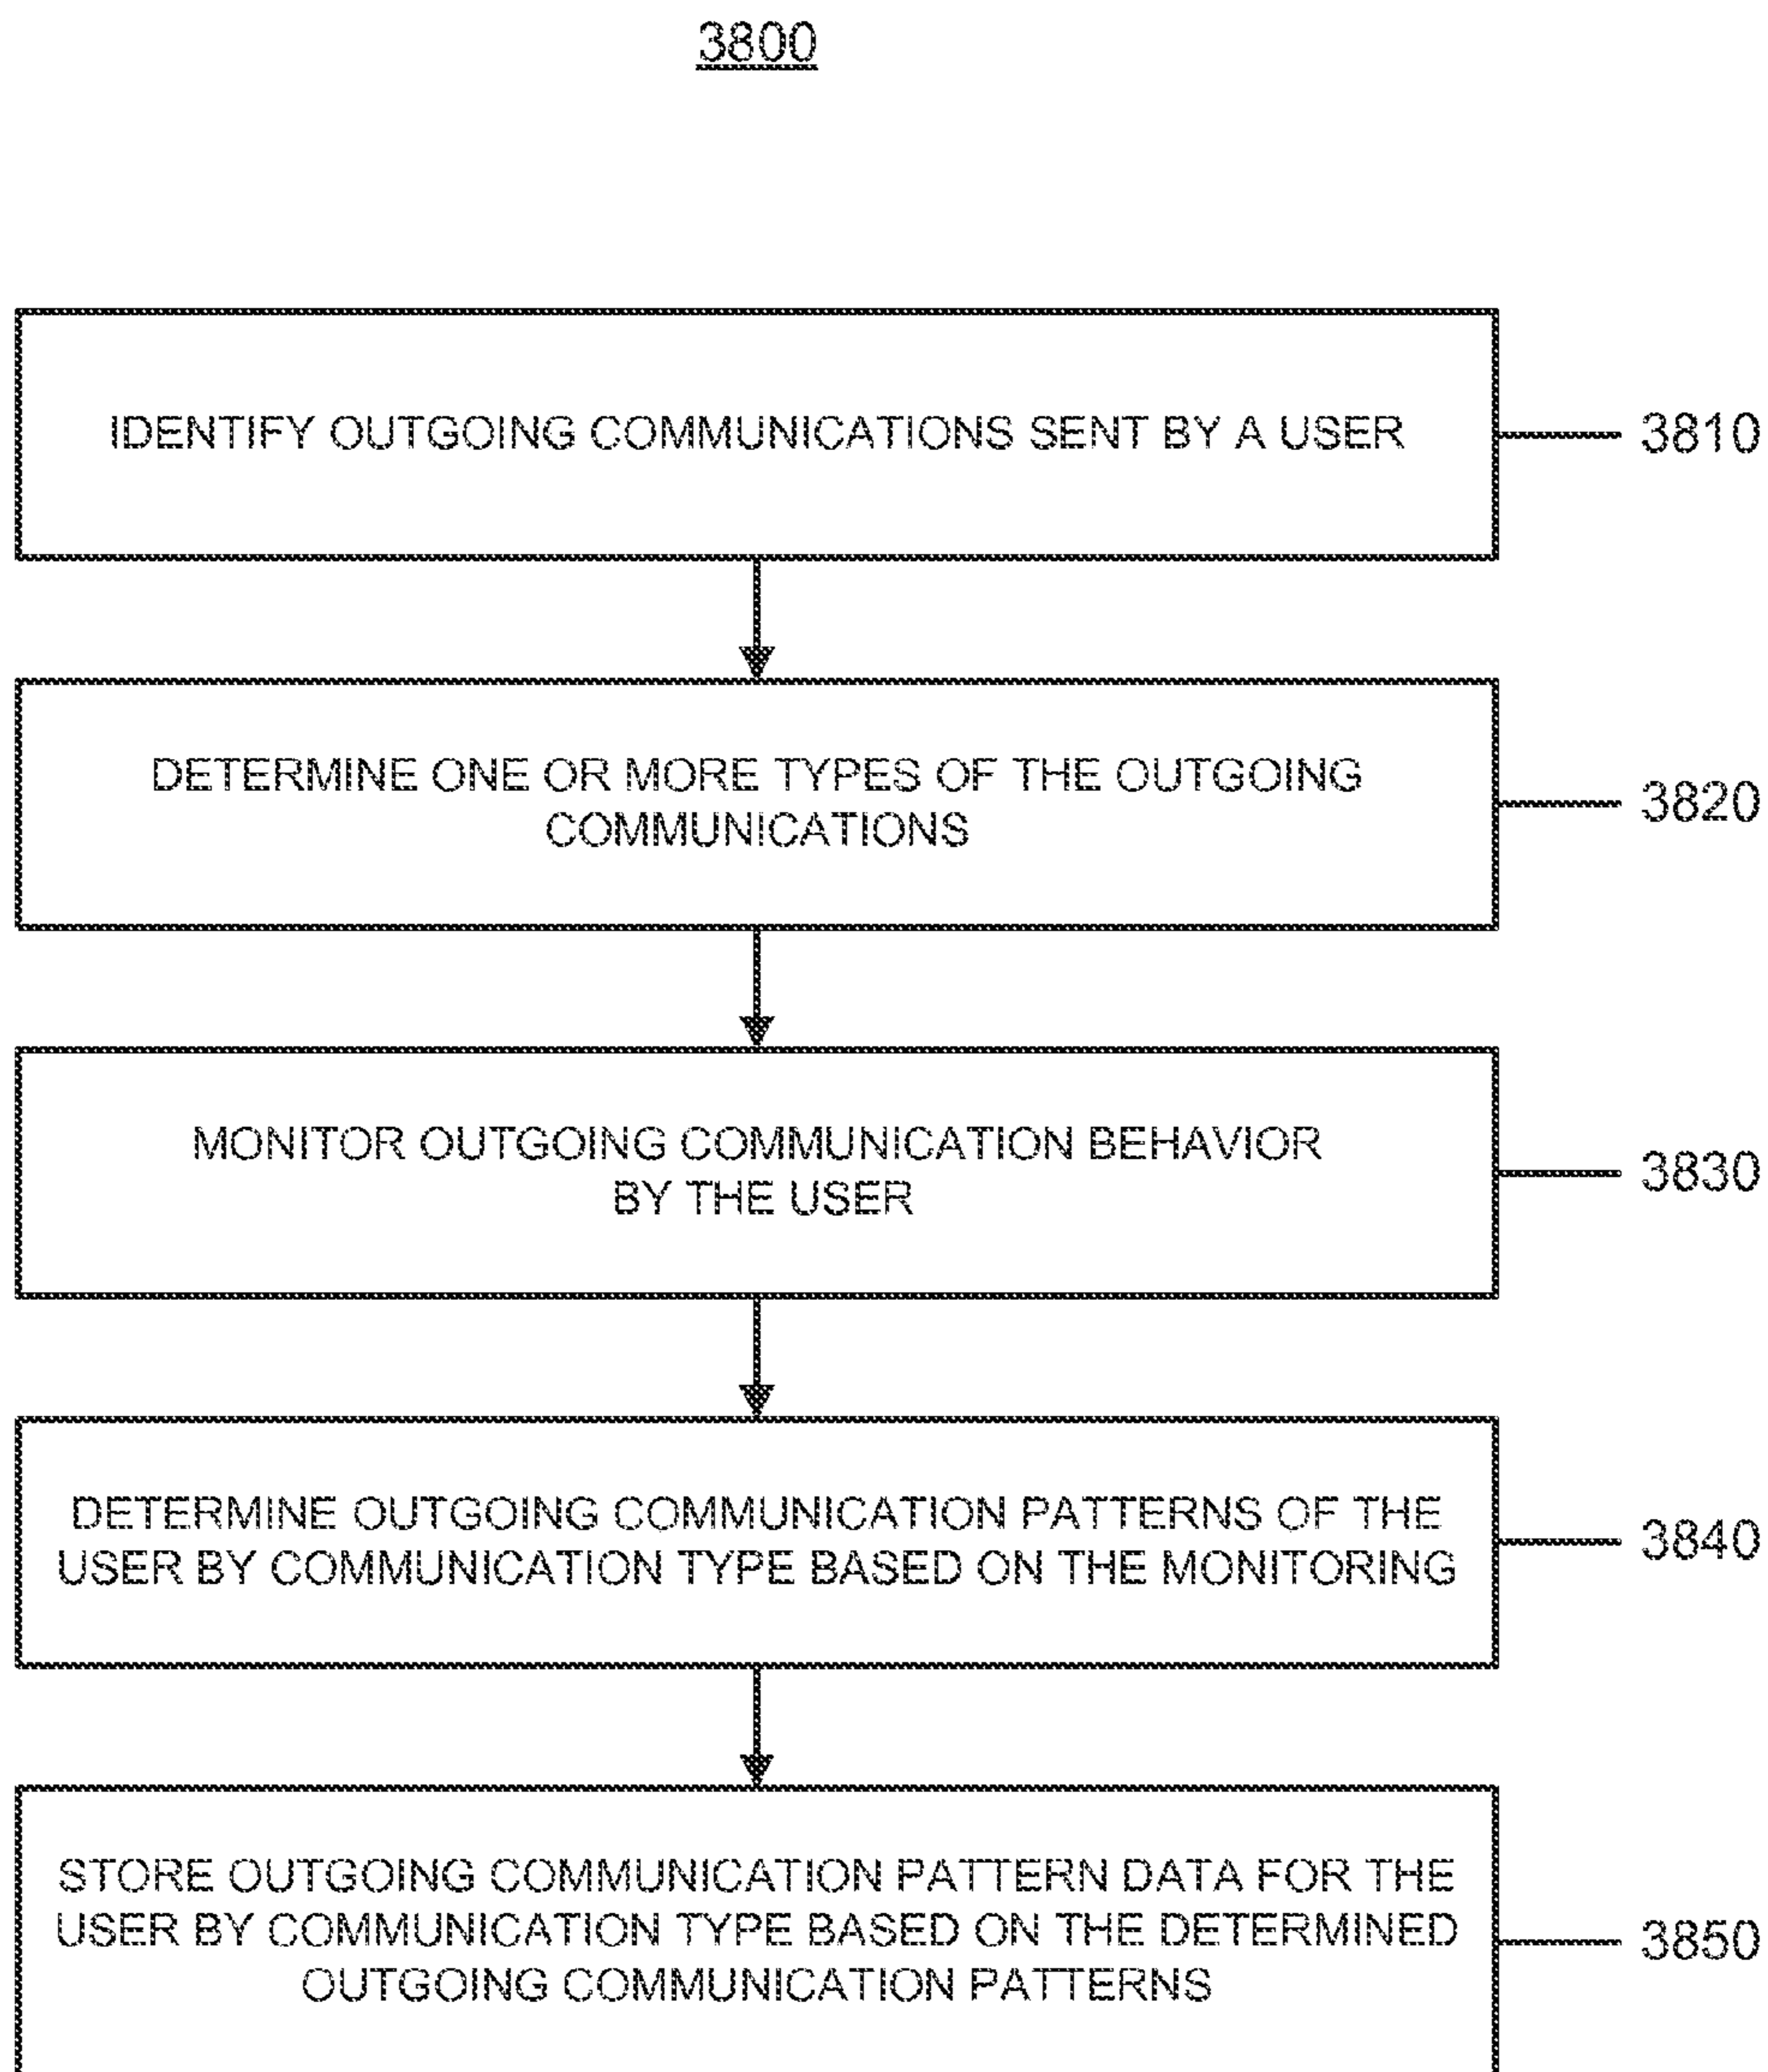 3800
IDENTIFY OUTGOING COMMUNICATIONS SENT BY A USER
3810
DETERMINE ONE OR MORE TYPES OF THE OUTGOING
COMMUNICATIONS
3820
MONITOR OUTGOING COMMUNICATION BEHAVIOR
BY THE USER
3830
DETERMINE OUTGOING COMMUNICATION PATTERNS OF THE
USER BY COMMUNICATION TYPE BASED ON THE MONITORING
3840
STORE OUTGOING COMMUNICATION PATTERN DATA FOR THE
USER BY COMMUNICATION TYPE BASED ON THE DETERMINED
OUTGOING COMMUNICATION PATTERNS
3850